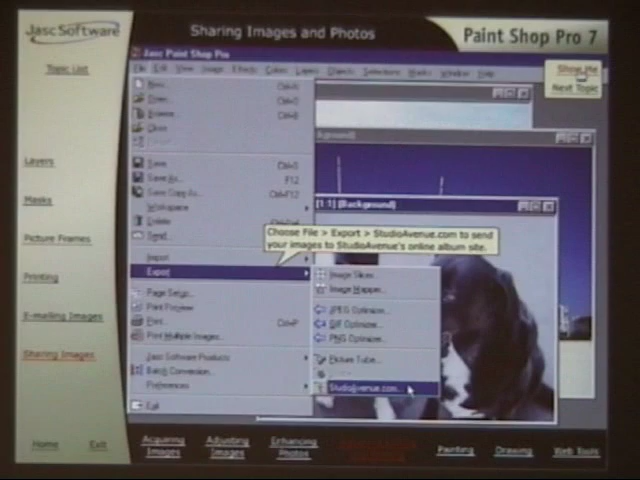 Jasc Software
Sharing Images and Photos
Paint Shop Pro 7
Topic List
Show Me
Next Topic
Jasc Paint Shop Pro
File Edit View Image Effects Colors Layers Objects Selections Masks Window Help
New... Ctrl+N
Open... Ctrl+O
Browse... Ctrl+B
Close
Save Ctrl+S
Save As... F12
Save Copy As... Ctrl+F12
Workspace
Delete
Send...
Import
Export
Page Setup...
Print Preview
Print... Ctrl+P
Print Multiple Images...
Jasc Software Products
Batch Conversion...
Preferences
Exit
[1:1] (Background)
Choose File > Export > StudioAvenue.com to send
your images to StudioAvenue's online album site.
Image Slicer...
Image Mapper...
JPEG Optimizer...
GIF Optimizer...
PNG Optimizer...
Picture Tube...
StudioAvenue.com...
Layers
Masks
Picture Frames
Printing
E-mailing Images
Sharing Images
Home
Exit
Acquiring
Images
Adjusting
Images
Enhancing
Photos
Painting
Drawing
Web Tools